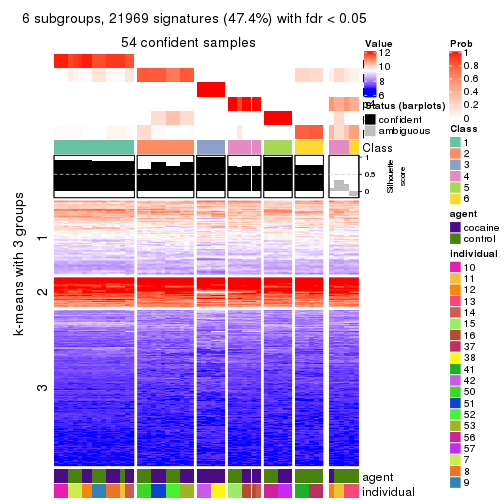 6 subgroups, 21969 signatures (47.4%) with fdr < 0.05
54 confident samples
Value
12
10
8
6
Status (barplots)
confident
ambiguous
Class
1
0.5
0
Silhouette
score
k-means with 3 groups
1
2
3
agent
individual
Prob
1
0.8
0.6
0.4
0.2
0
Class
1
2
3
4
5
6
agent
cocaine
control
Individual
10
11
12
13
14
15
16
37
38
41
42
50
51
52
53
56
57
7
8
9